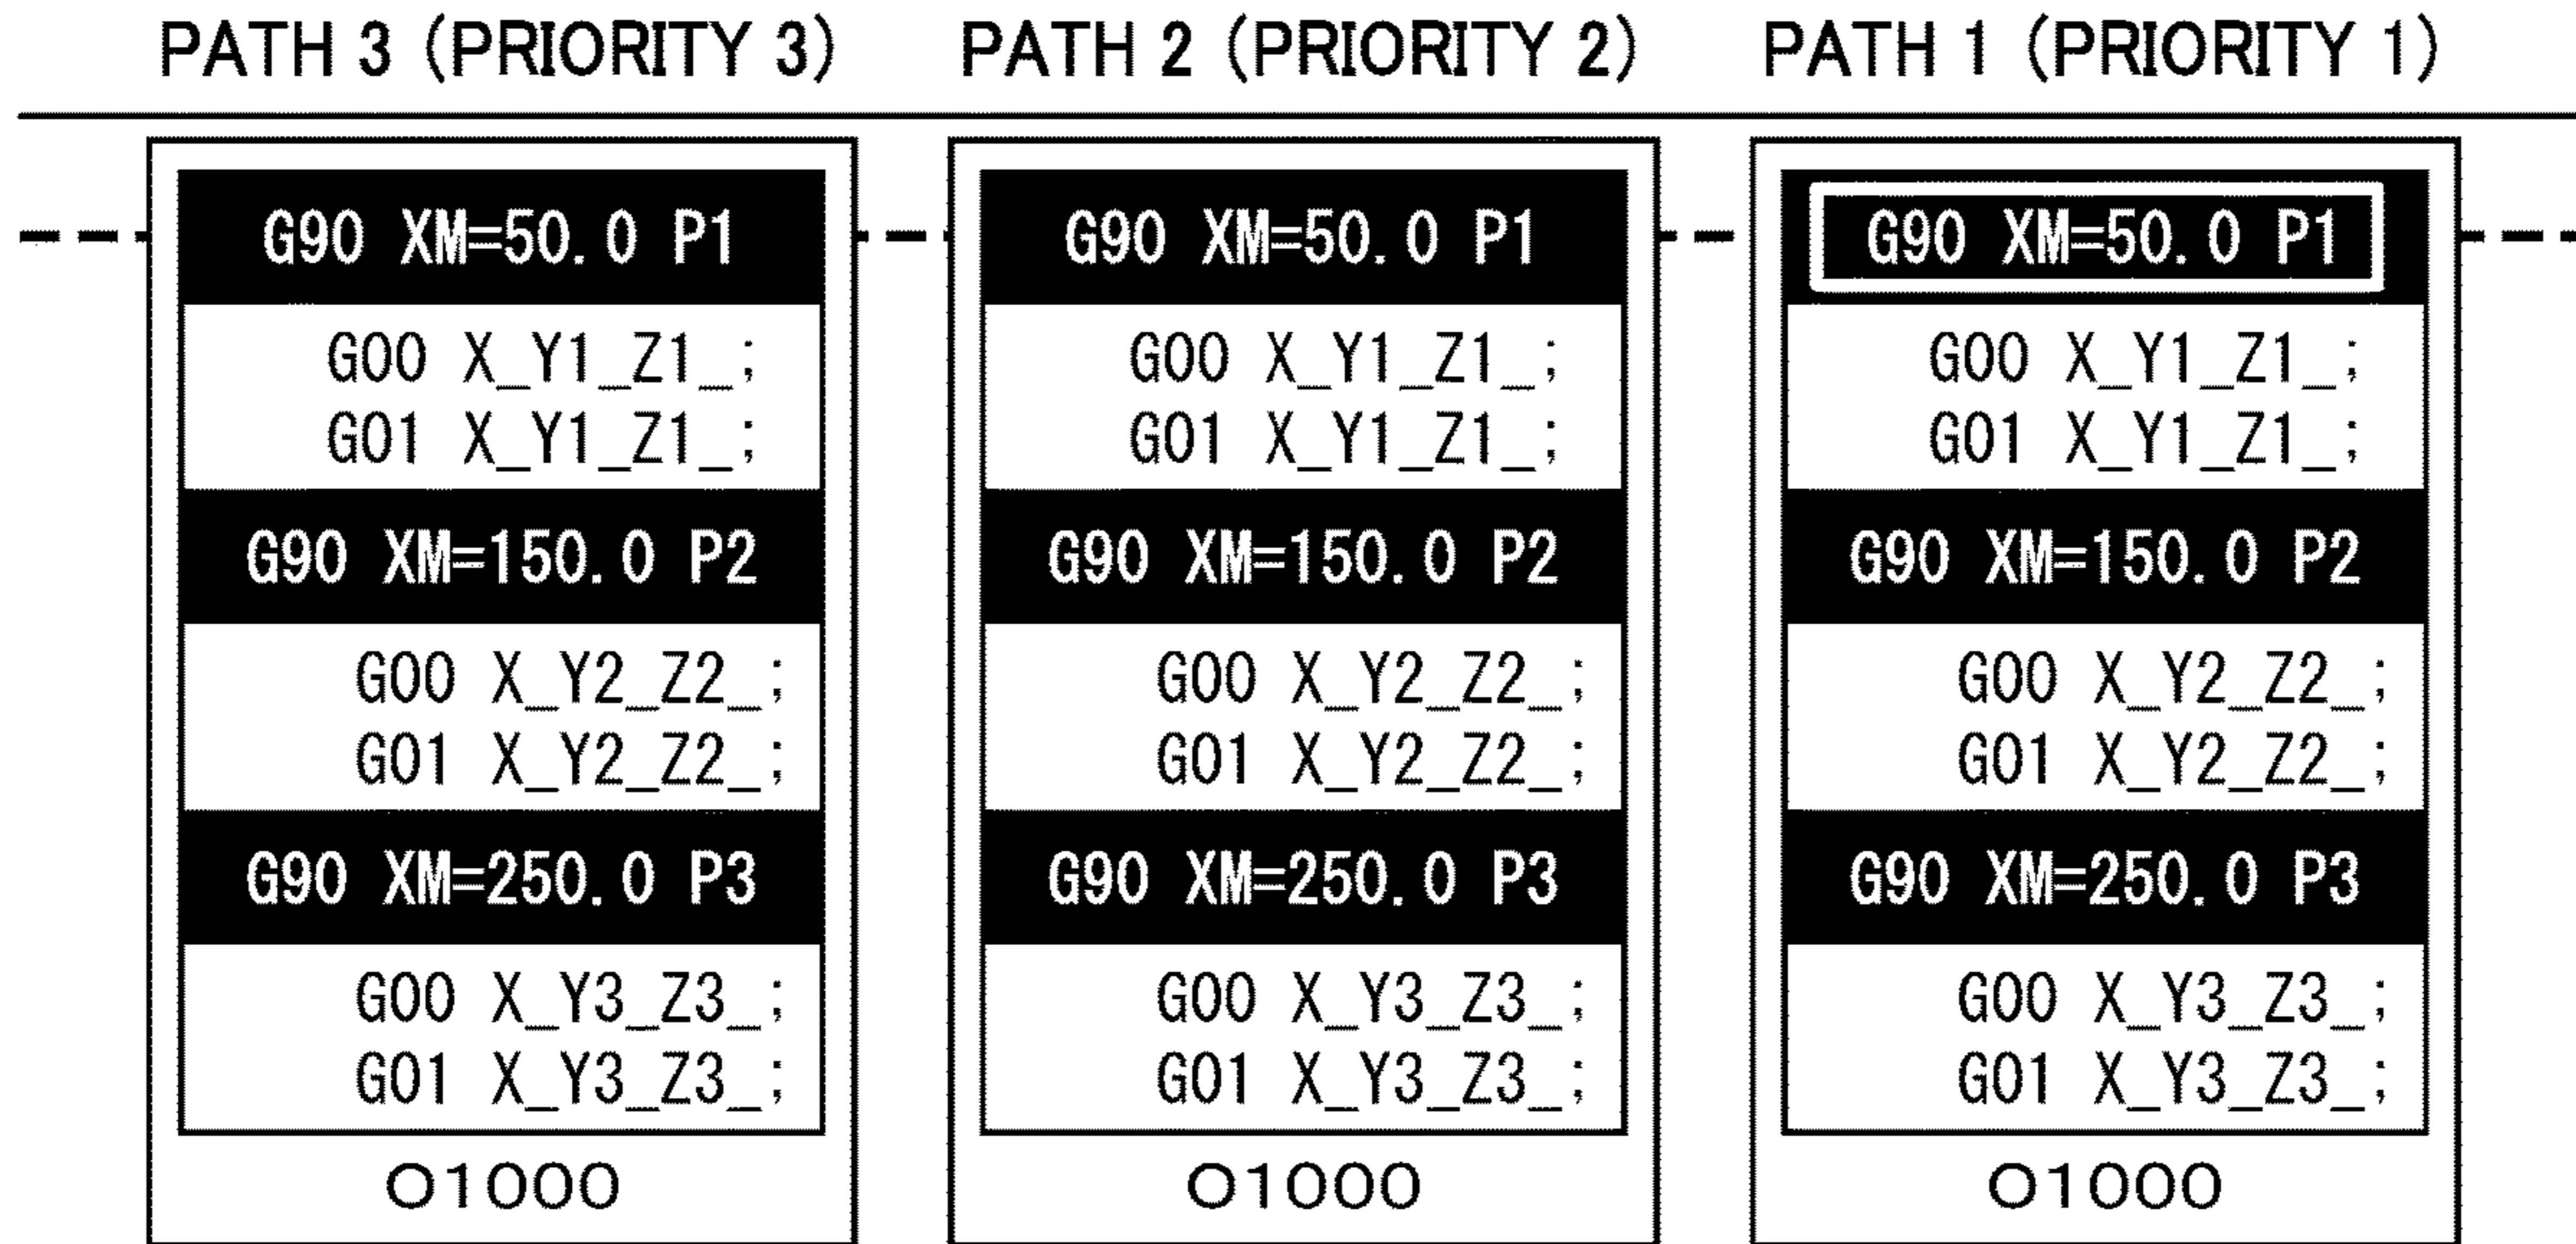 PATH 3 (PRIORITY 3) PATH 2 (PRIORITY 2) PATH 1 (PRIORITY 1)
G90 XM=50.0 P1
G00 X_Y1_Z1_;
G01 X_Y1_Z1_;
G90 XM=150.0 P2
G00 X_Y2_Z2_;
G01 X_Y2_Z2_;
G90 XM=250.0 P3
G00 X_Y3_Z3_;
G01 X_Y3_Z3_;
O1000
G90 XM=50.0 P1
G00 X_Y1_Z1_;
G01 X_Y1_Z1_;
G90 XM=150.0 P2
G00 X_Y2_Z2_;
G01 X_Y2_Z2_;
G90 XM=250.0 P3
G00 X_Y3_Z3_;
G01 X_Y3_Z3_;
O1000
G90 XM=50.0 P1
G00 X_Y1_Z1_;
G01 X_Y1_Z1_;
G90 XM=150.0 P2
G00 X_Y2_Z2_;
G01 X_Y2_Z2_;
G90 XM=250.0 P3
G00 X_Y3_Z3_;
G01 X_Y3_Z3_;
O1000